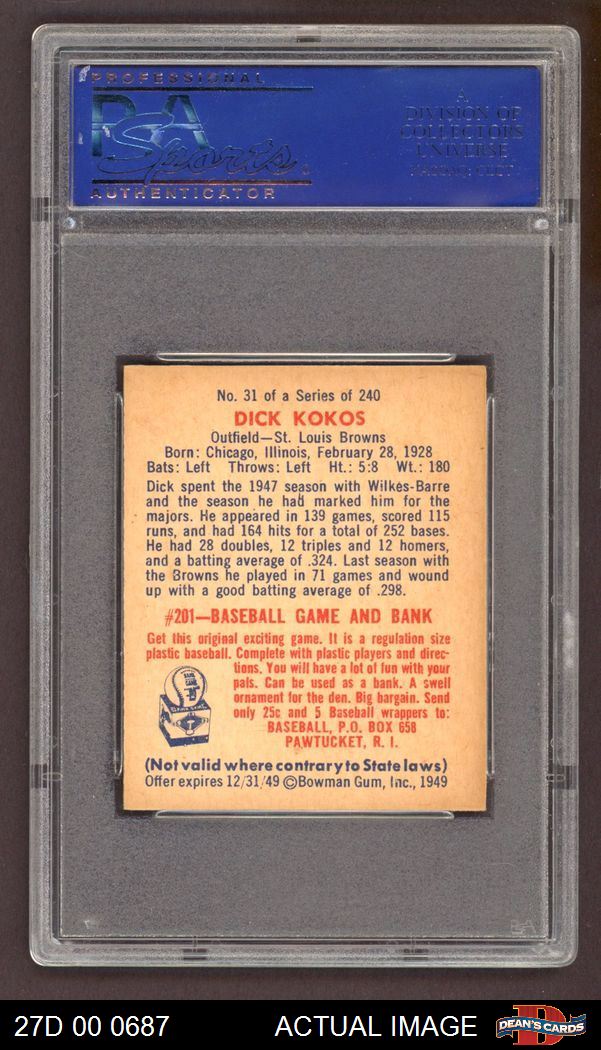 PROFESSIONAL
PSA
Sports
AUTHENTICATOR
A
DIVISION OF
COLLECTORS
UNIVERSE
NASDAQ: CLCT
No. 31 of a Series of 240
DICK KOKOS
Outfield—St. Louis Browns
Born: Chicago, Illinois, February 28, 1928
Bats: Left Throws: Left Ht.: 5:8 Wt.: 180
Dick spent the 1947 season with Wilkes-Barre
and the season he had marked him for the
majors. He appeared in 139 games, scored 115
runs, and had 164 hits for a total of 252 bases.
He had 28 doubles, 12 triples and 12 homers,
and a batting average of .324. Last season with
the Browns he played in 71 games and wound
up with a good batting average of .298.
#201—BASEBALL GAME AND BANK
Get this original exciting game. It is a regulation size
plastic baseball. Complete with plastic players and direc-
tions. You will have a lot of fun with your
pals. Can be used as a bank. A swell
ornament for the den. Big bargain. Send
only 25c and 5 Baseball wrappers to:
BASEBALL, P.O. BOX 658
PAWTUCKET, R. I.
(Not valid where contrary to State laws)
Offer expires 12/31/49 ©Bowman Gum, Inc., 1949
PSA
27D 00 0687 ACTUAL IMAGE
D
DEAN'S CARDS